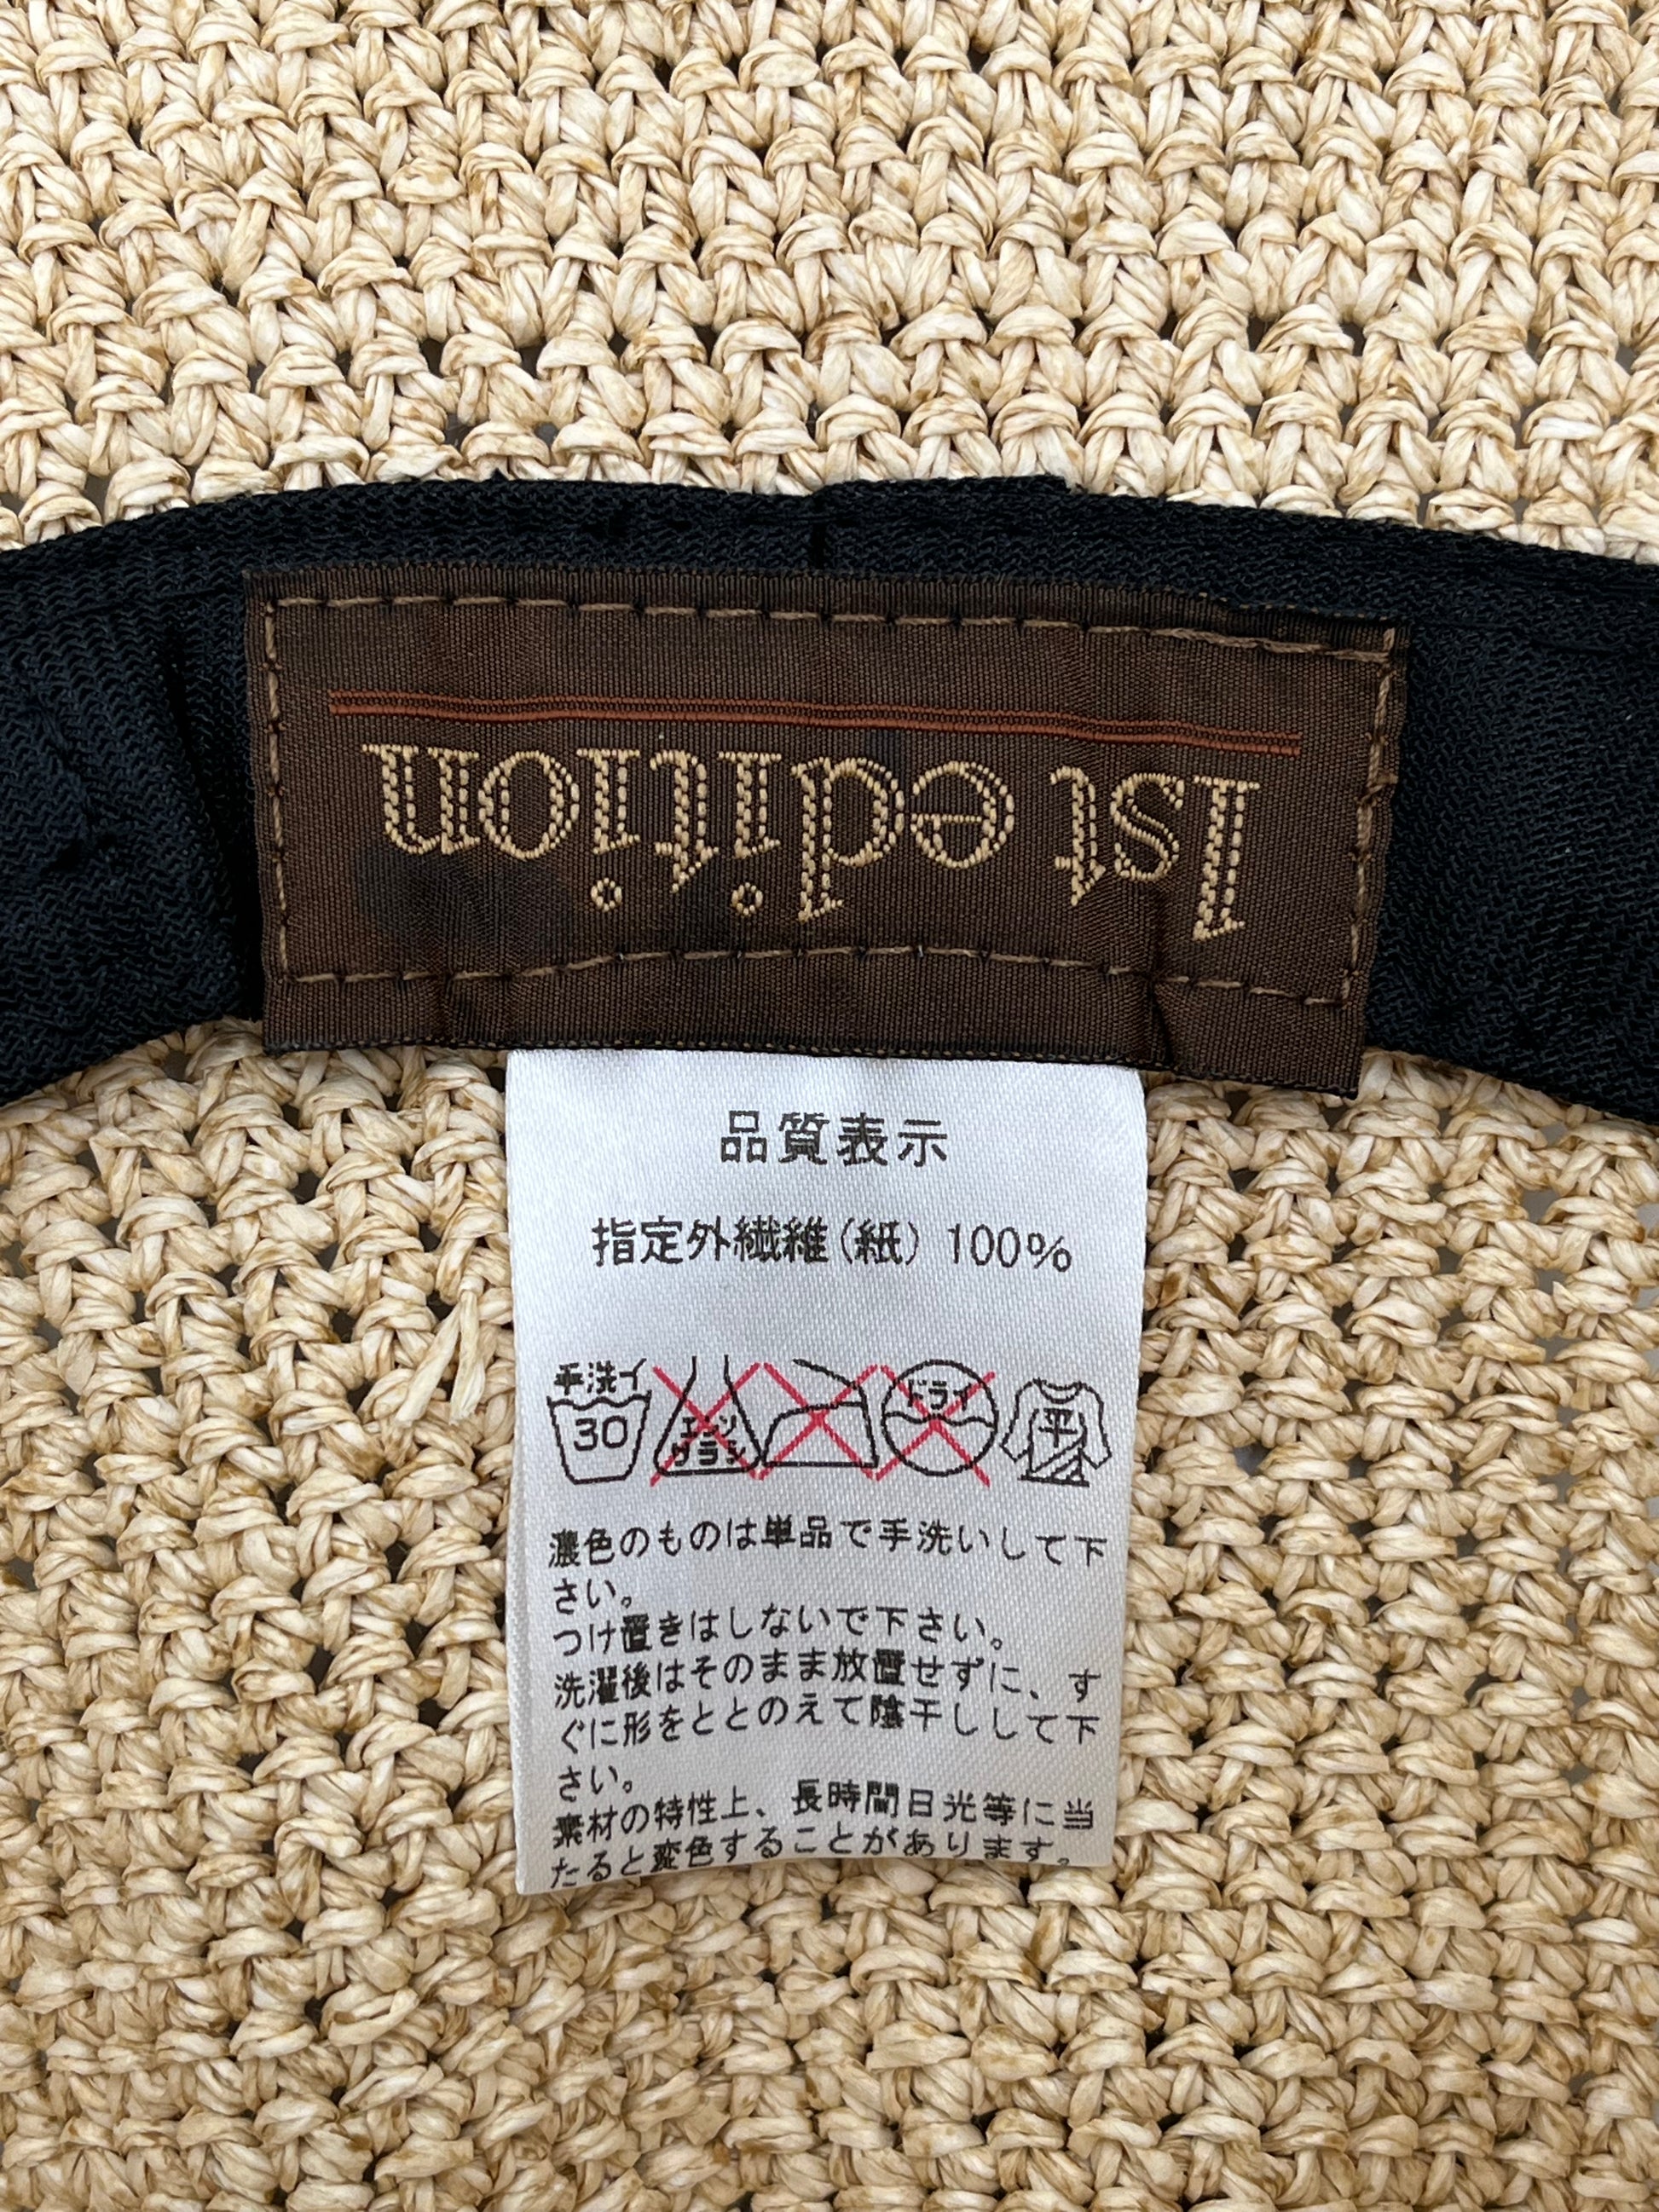 1st edition
品質表示
指定外繊維（紙）100%
手洗イ
30
エンソ
サラシ
ドライ
平
濃色のものは単品で手洗いして下
さい。
つけ置きはしないで下さい。
洗濯後はそのまま放置せずに、す
ぐに形をととのえて陰干しして下
さい。
素材の特性上、長時間日光等に当
たると変色することがあります。